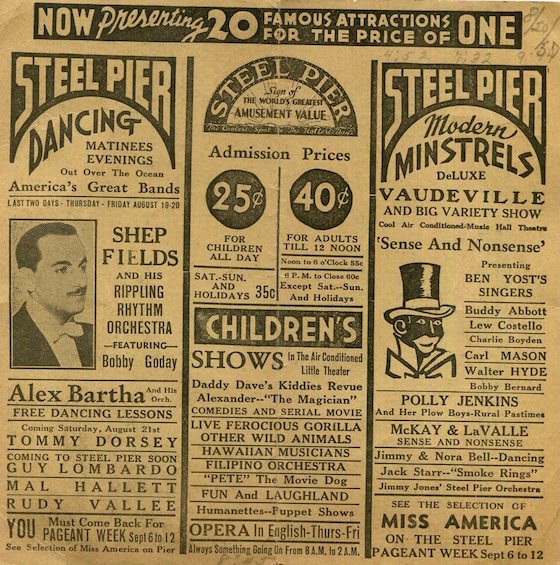 NOW Presenting 20 FAMOUS ATTRACTIONS FOR THE PRICE OF ONE
STEEL PIER
DANCING
MATINEES
EVENINGS
Out Over The Ocean
America's Great Bands
LAST TWO DAYS - THURSDAY - FRIDAY AUGUST 19-20
SHEP
FIELDS
AND HIS
RIPPLING
RHYTHM
ORCHESTRA
—FEATURING—
Bobby Goday
Alex Bartha And His Orch.
FREE DANCING LESSONS
Coming Saturday, August 21st
TOMMY DORSEY
COMING TO STEEL PIER SOON
GUY LOMBARDO
MAL HALLETT
RUDY VALLEE
YOU Must Come Back For
PAGEANT WEEK Sept 6 to 12
See Selection of Miss America on Pier
STEEL PIER
Sign of
THE WORLD'S GREATEST
AMUSEMENT VALUE
The Coolest Spot On The Hottest Days
Admission Prices
25¢
FOR
CHILDREN
ALL DAY
SAT.-SUN.
AND
HOLIDAYS 35c
40¢
FOR ADULTS
TILL 12 NOON
Noon to 6 o'Clock 55c
6 P. M. to Close 60c
Except Sat.--Sun.
And Holidays
CHILDREN'S
SHOWS In The Air Conditioned
Little Theater
Daddy Dave's Kiddies Revue
Alexander--"The Magician"
COMEDIES AND SERIAL MOVIE
LIVE FEROCIOUS GORILLA
OTHER WILD ANIMALS
HAWAIIAN MUSICIANS
FILIPINO ORCHESTRA
"PETE" The Movie Dog
FUN And LAUGHLAND
Humanettes--Puppet Shows
OPERA In English-Thurs-Fri
Always Something Going On From 8 A.M. to 2 A.M.
STEEL PIER
Modern
MINSTRELS
DeLUXE
VAUDEVILLE
AND BIG VARIETY SHOW
Cool Air Conditioned-Music Hall Theatre
'Sense And Nonsense'
Presenting
BEN YOST'S
SINGERS
Buddy Abbott
Lew Costello
Charlie Boyden
Carl MASON
Walter HYDE
Bobby Bernard
POLLY JENKINS
And Her Plow Boys-Rural Pastimes
McKAY & LaVALLE
SENSE AND NONSENSE
Jimmy & Nora Bell--Dancing
Jack Starr--"Smoke Rings"
Jimmy Jones' Steel Pier Orchestra
SEE THE SELECTION OF
MISS AMERICA
ON THE STEEL PIER
PAGEANT WEEK Sept 6 to 12